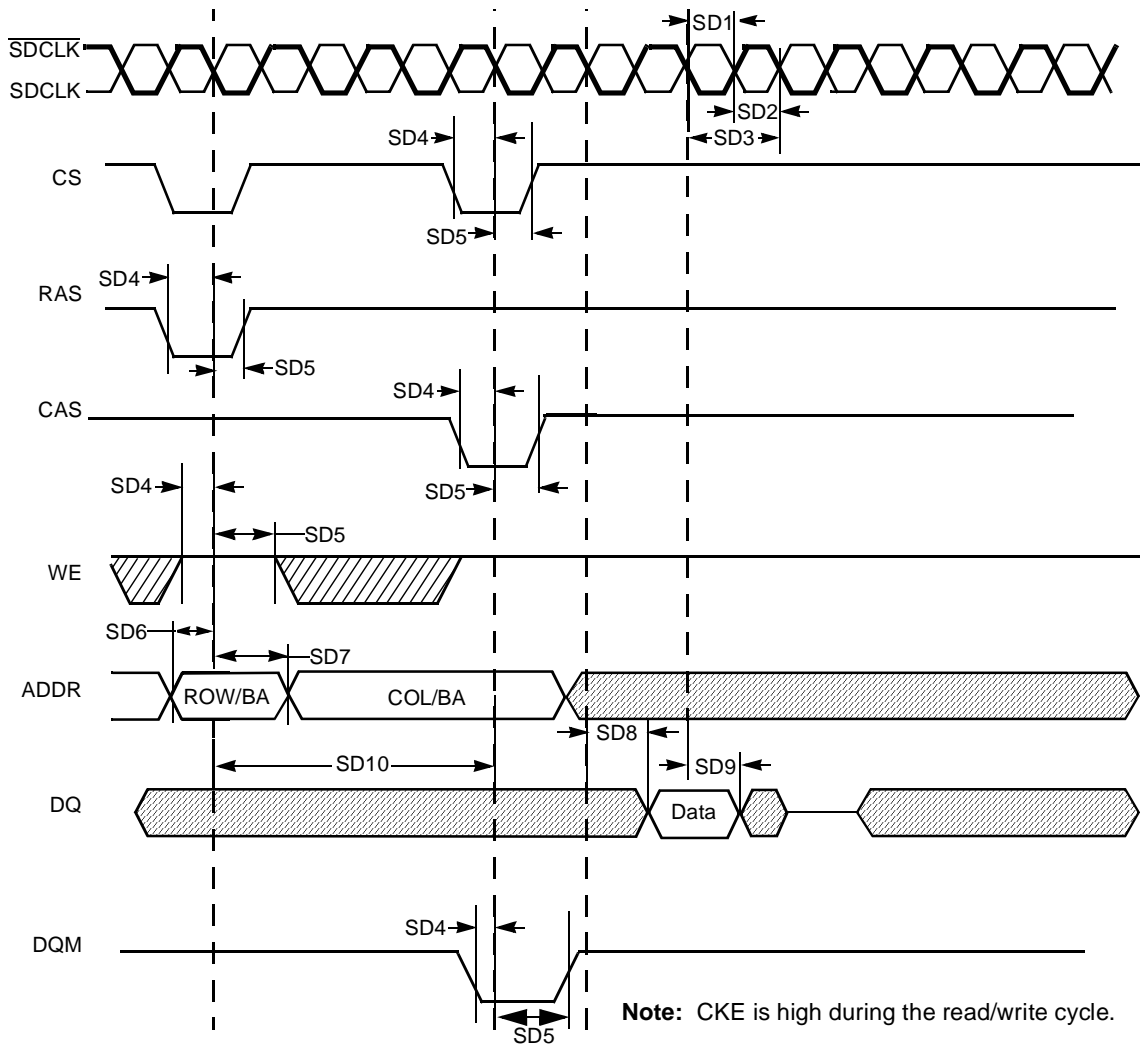 SD1
SDCLK
SDCLK
SD2
SD4
SD3
CS
SD5
SD4
RAS
SD5
SD4
CAS
SD4
SD5
SD5
WE
SD6
SD7
ADDR
ROW/BA
COL/BA
SD8
SD10
SD9
DQ
Data
SD4
DQM
Note: CKE is high during the read/write cycle.
SD5